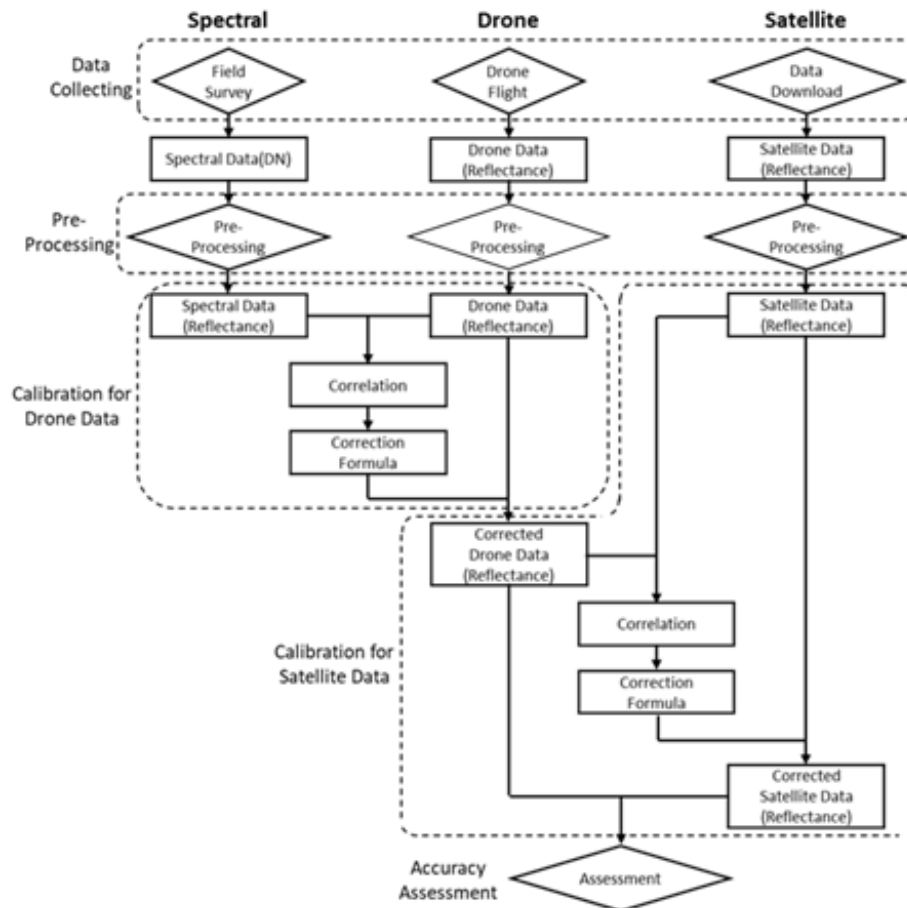 Spectral
Drone
Satellite
Data
Collecting
Field
Survey
Drone
Flight
Data
Download
Spectral Data(DN)
Drone Data
(Reflectance)
Satellite Data
(Reflectance)
Pre-
Processing
Pre-
Processing
Pre-
Processing
Pre-
Processing
Spectral Data
(Reflectance)
Drone Data
(Reflectance)
Satellite Data
(Reflectance)
Calibration for
Drone Data
Correlation
Correction
Formula
Corrected
Drone Data
(Reflectance)
Calibration for
Satellite Data
Correlation
Correction
Formula
Corrected
Satellite Data
(Reflectance)
Accuracy
Assessment
Assessment